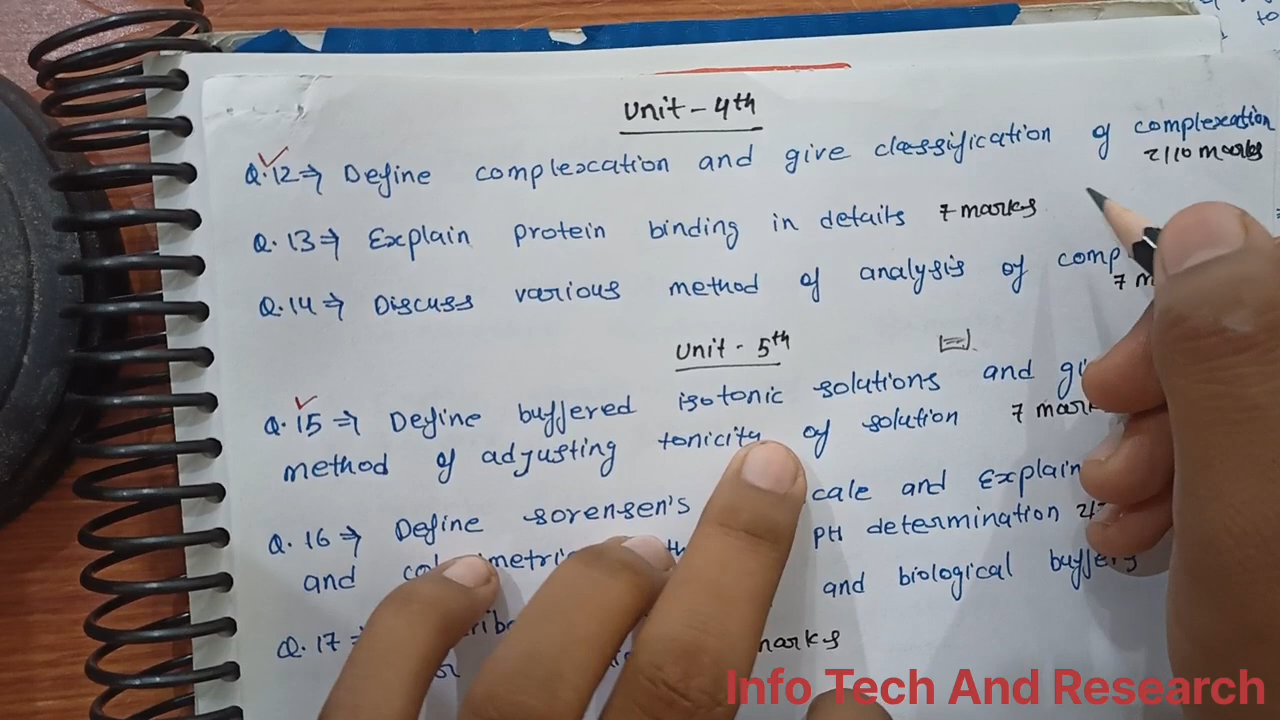 Unit - 4th
Q.12⇒ Define complexcation and give classification of complexcation
2/10 marks
Q.13⇒ Explain protein binding in details 7 marks
Q.14⇒ Discuss various method of analysis of comp
7 m
Unit - 5th
Q.15⇒ Define buffered isotonic solutions and gi
method of adjusting tonicity of solution 7 mark
Q.16⇒ Define sorensen's cale and Explain
and PH determination
Q.17⇒ and biological buffers
marks
Info Tech And Research